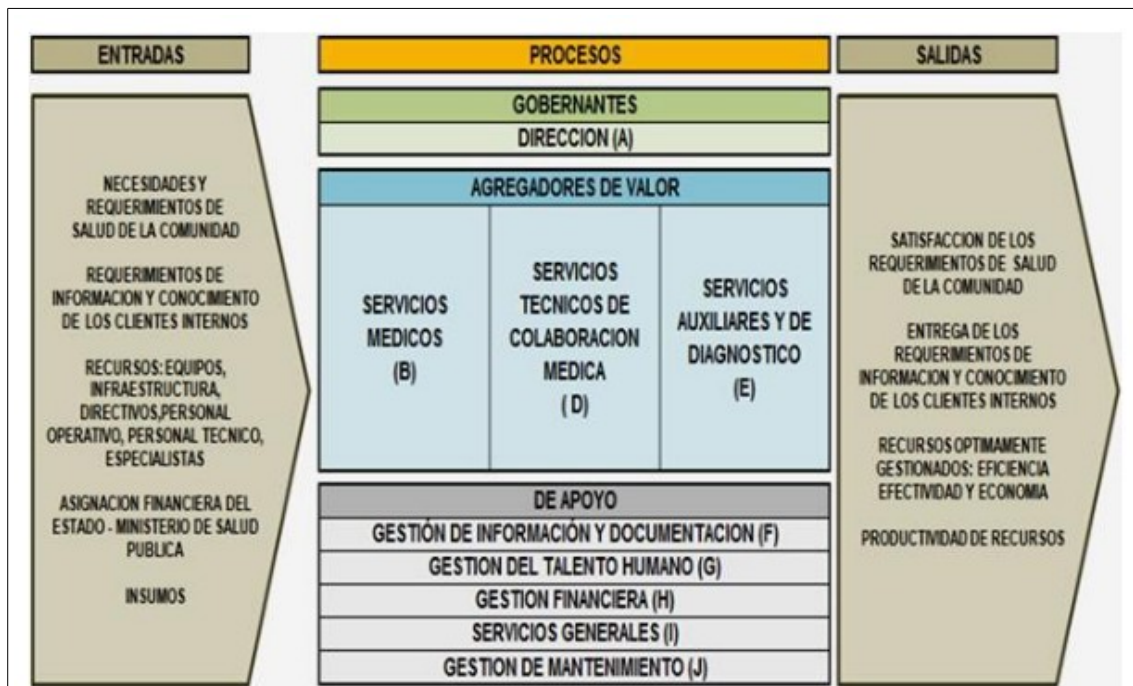 ENTRADAS
NECESIDADES Y
REQUERIMIENTOS DE
SALUD DE LA COMUNIDAD
REQUERIMIENTOS DE
INFORMACION Y CONOCIMIENTO
DE LOS CLIENTES INTERNOS
RECURSOS: EQUIPOS,
INFRAESTRUCTURA,
DIRECTIVOS,PERSONAL
OPERATIVO, PERSONAL TECNICO,
ESPECIALISTAS
ASIGNACION FINANCIERA DEL
ESTADO - MINISTERIO DE SALUD
PUBLICA
INSUMOS
PROCESOS
GOBERNANTES
DIRECCION (A)
AGREGADORES DE VALOR
SERVICIOS
MEDICOS
(B)
SERVICIOS
TECNICOS DE
COLABORACION
MEDICA
( D)
SERVICIOS
AUXILIARES Y DE
DIAGNOSTICO
(E)
DE APOYO
GESTIÓN DE INFORMACIÓN Y DOCUMENTACION (F)
GESTION DEL TALENTO HUMANO (G)
GESTION FINANCIERA (H)
SERVICIOS GENERALES (I)
GESTION DE MANTENIMIENTO (J)
SALIDAS
SATISFACCION DE LOS
REQUERIMIENTOS DE SALUD
DE LA COMUNIDAD
ENTREGA DE LOS
REQUERIMIENTOS DE
INFORMACION Y CONOCIMIENTO
DE LOS CLIENTES INTERNOS
RECURSOS OPTIMAMENTE
GESTIONADOS: EFICIENCIA
EFECTIVIDAD Y ECONOMIA
PRODUCTIVIDAD DE RECURSOS